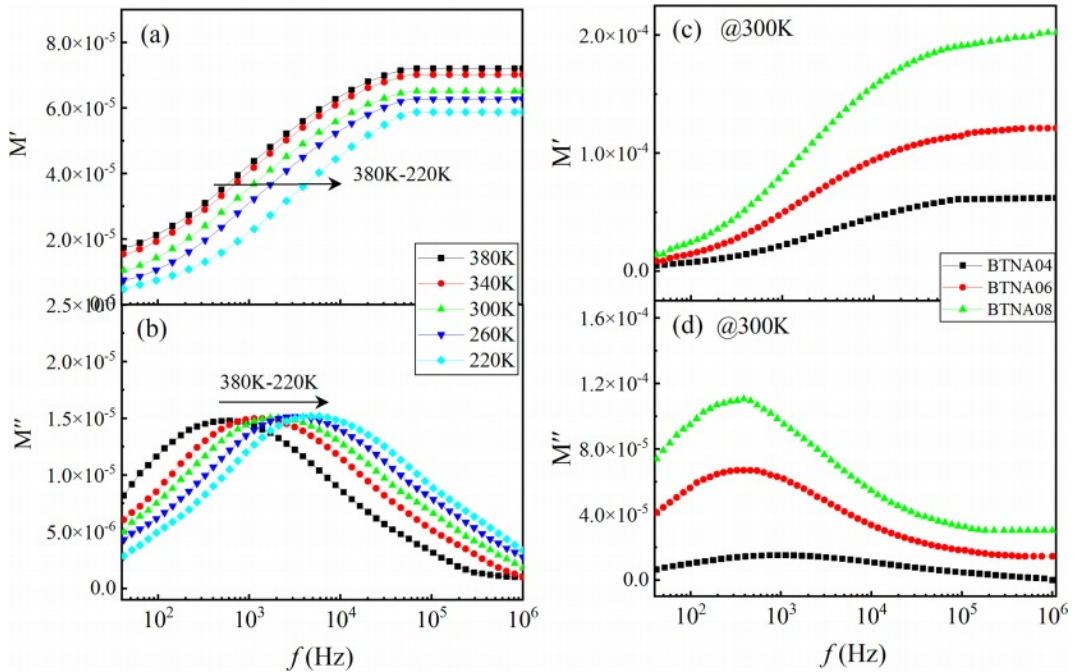 (a)
8.0×10⁻⁵
6.0×10⁻⁵
4.0×10⁻⁵
2.0×10⁻⁵
0.0
M′
380K-220K
380K
340K
300K
260K
220K
(b)
2.0×10⁻⁵
1.5×10⁻⁵
1.0×10⁻⁵
5.0×10⁻⁶
0.0
M″
380K-220K
10² 10³ 10⁴ 10⁵ 10⁶
f (Hz)
(c) @300K
2.0×10⁻⁴
1.0×10⁻⁴
0.0
M′
BTNA04
BTNA06
BTNA08
(d) @300K
1.6×10⁻⁴
1.2×10⁻⁴
8.0×10⁻⁵
4.0×10⁻⁵
0.0
M″
10² 10³ 10⁴ 10⁵ 10⁶
f (Hz)